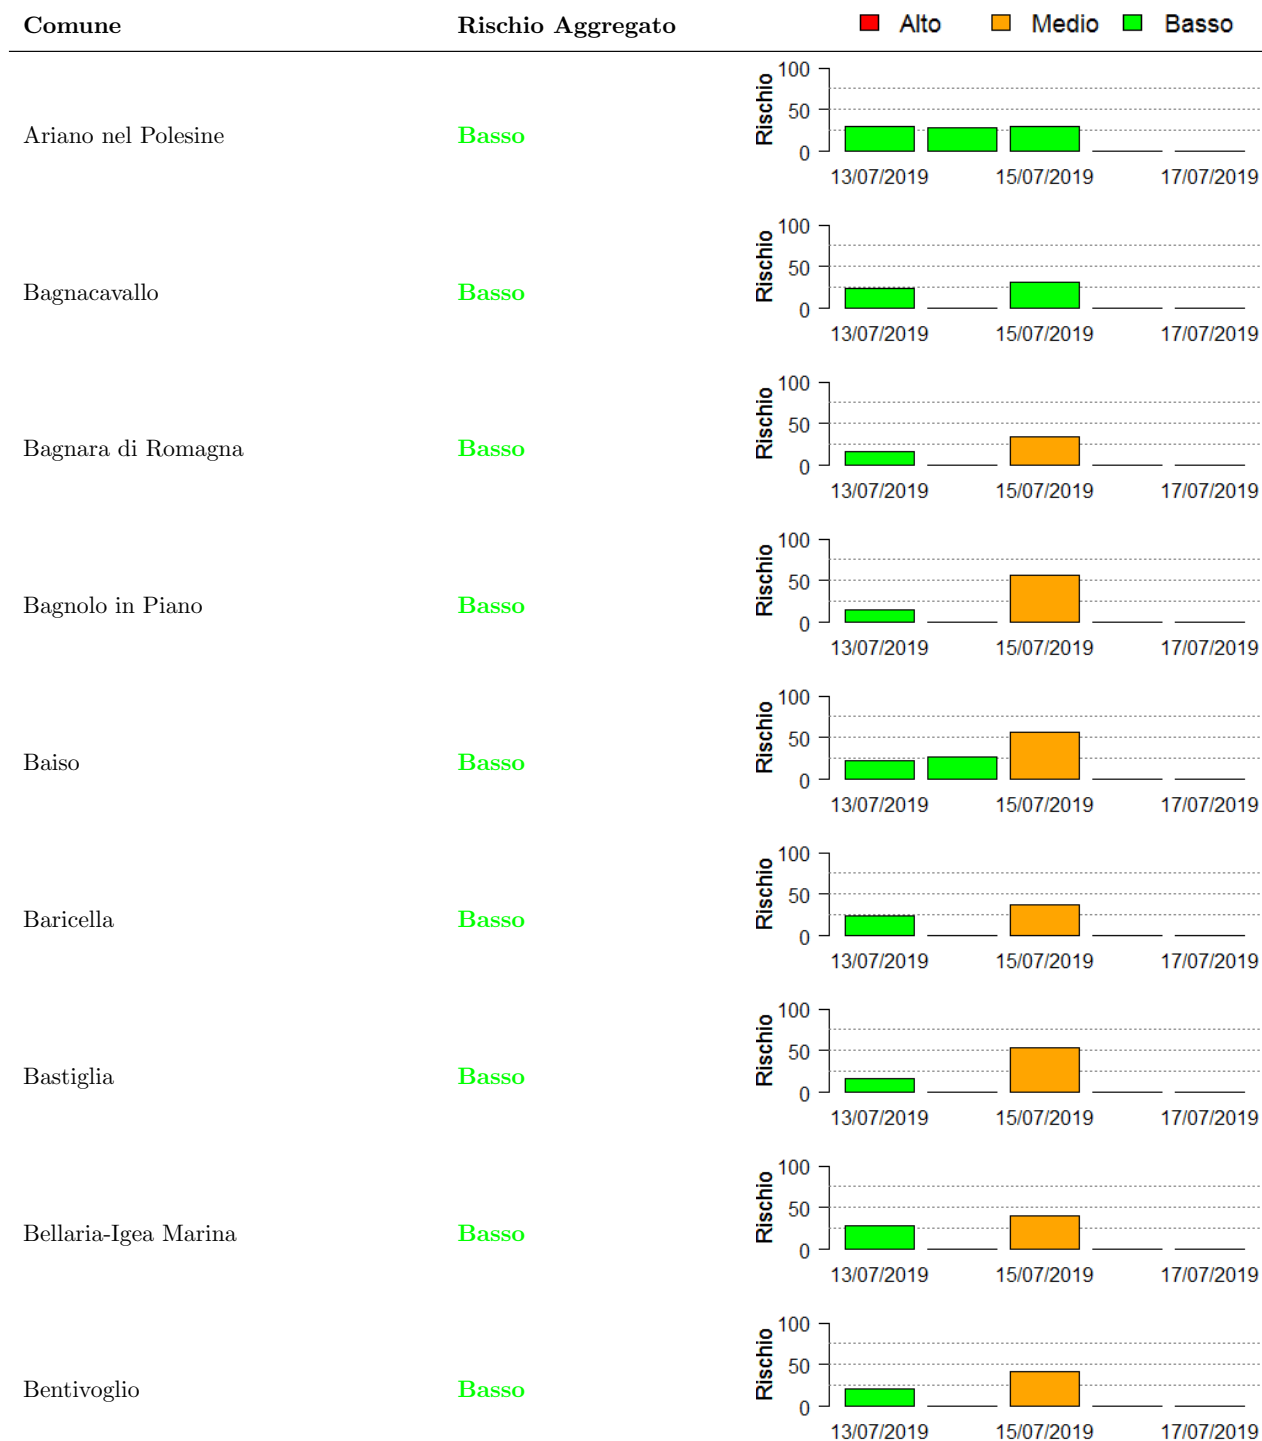 Comune Rischio Aggregato Alto Medio Basso
100
50
0
Rischio
Ariano nel Polesine Basso
13/07/2019 15/07/2019 17/07/2019
100
50
0
Rischio
Bagnacavallo Basso
13/07/2019 15/07/2019 17/07/2019
100
50
0
Rischio
Bagnara di Romagna Basso
13/07/2019 15/07/2019 17/07/2019
100
50
0
Rischio
Bagnolo in Piano Basso
13/07/2019 15/07/2019 17/07/2019
100
50
0
Rischio
Baiso Basso
13/07/2019 15/07/2019 17/07/2019
100
50
0
Rischio
Baricella Basso
13/07/2019 15/07/2019 17/07/2019
100
50
0
Rischio
Bastiglia Basso
13/07/2019 15/07/2019 17/07/2019
100
50
0
Rischio
Bellaria-Igea Marina Basso
13/07/2019 15/07/2019 17/07/2019
100
50
0
Rischio
Bentivoglio Basso
13/07/2019 15/07/2019 17/07/2019